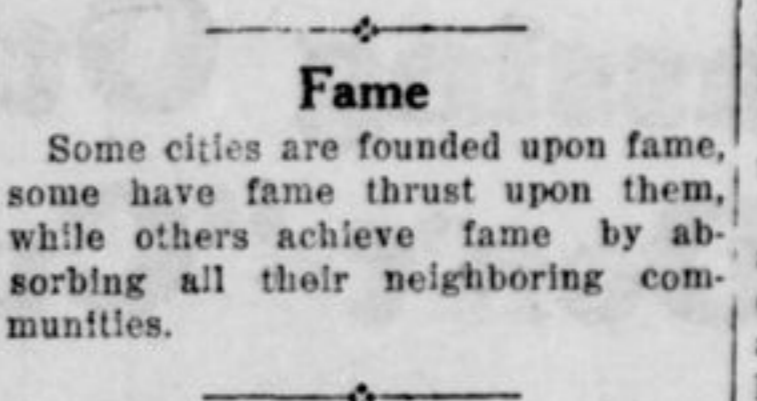 Fame
Some cities are founded upon fame,
some have fame thrust upon them,
while others achieve fame by ab-
sorbing all their neighboring com-
munities.